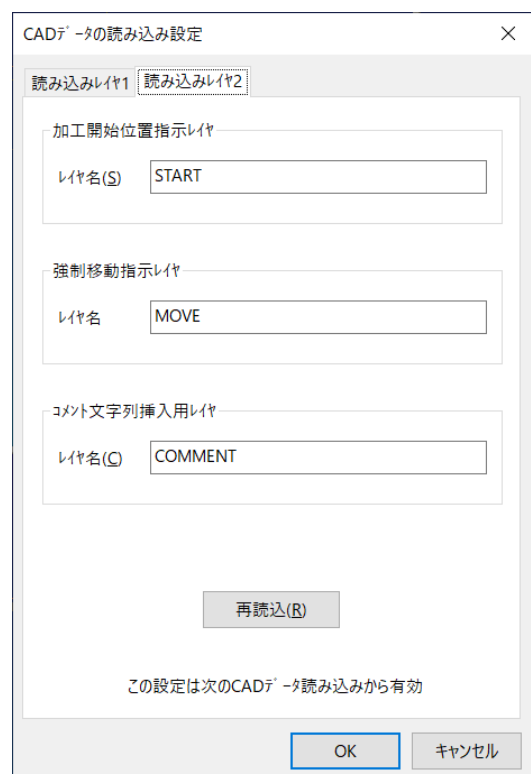 CADﾃﾞｰﾀの読み込み設定
読み込みﾚｲﾔ1 読み込みﾚｲﾔ2
加工開始位置指示ﾚｲﾔ
ﾚｲﾔ名(S) START
強制移動指示ﾚｲﾔ
ﾚｲﾔ名 MOVE
ｺﾒﾝﾄ文字列挿入用ﾚｲﾔ
ﾚｲﾔ名(C) COMMENT
再読込(R)
この設定は次のCADﾃﾞｰﾀ読み込みから有効
OK ｷｬﾝｾﾙ